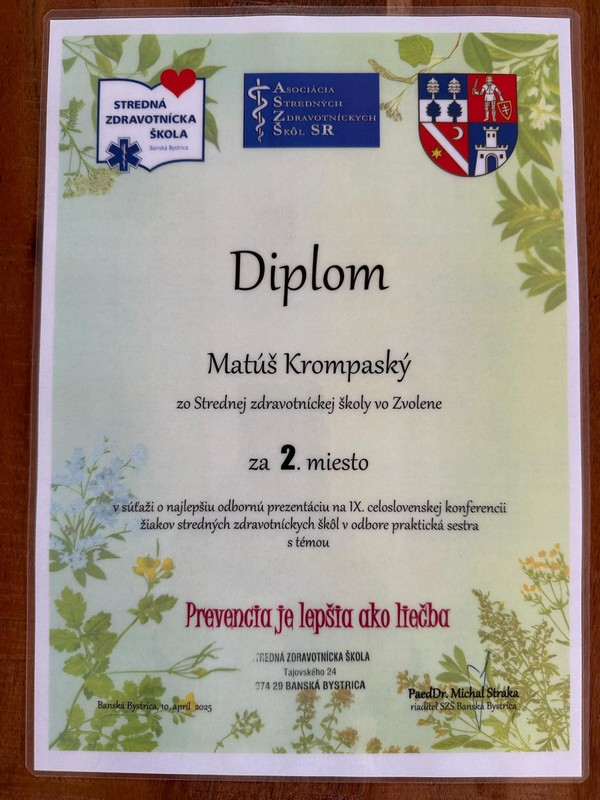 STREDNÁ
ZDRAVOTNÍCKA
ŠKOLA
Banská Bystrica
ASOCIÁCIA
STREDNÝCH
ZDRAVOTNÍCKYCH
ŠKÔL SR
Diplom
Matúš Krompaský
zo Strednej zdravotníckej školy vo Zvolene
za 2. miesto
v súťaži o najlepšiu odbornú prezentáciu na IX. celoslovenskej konferencii
žiakov stredných zdravotníckych škôl v odbore praktická sestra
s témou
Prevencia je lepšia ako liečba
STREDNÁ ZDRAVOTNÍCKA ŠKOLA
Tajovského 24
974 29 BANSKÁ BYSTRICA
Banská Bystrica, 10. apríl 2025
PaedDr. Michal Straka
riaditeľ SZŠ Banská Bystrica